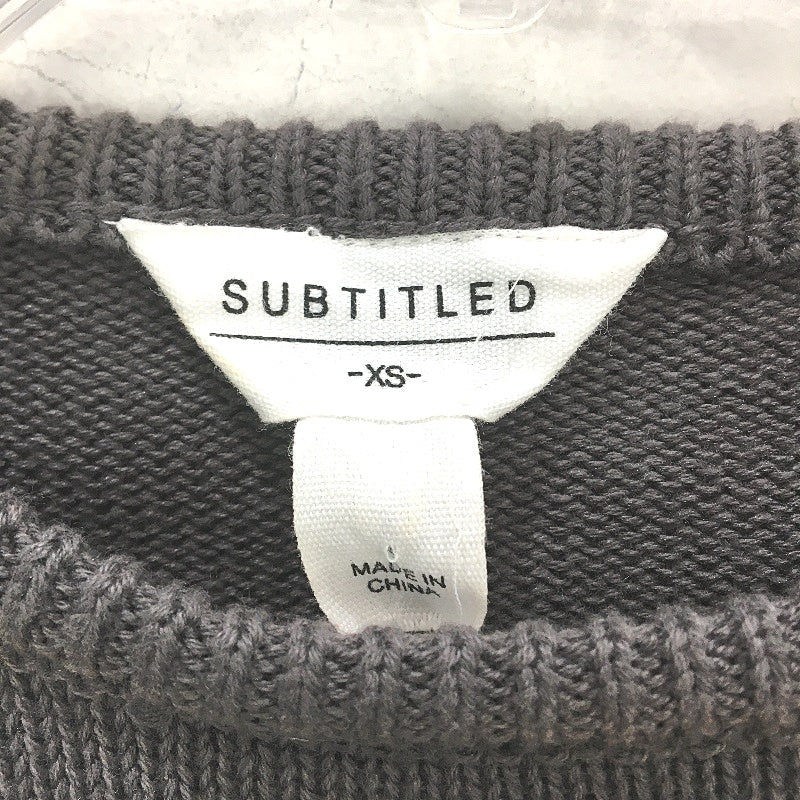 SUBTITLED
-XS-
MADE IN
CHINA